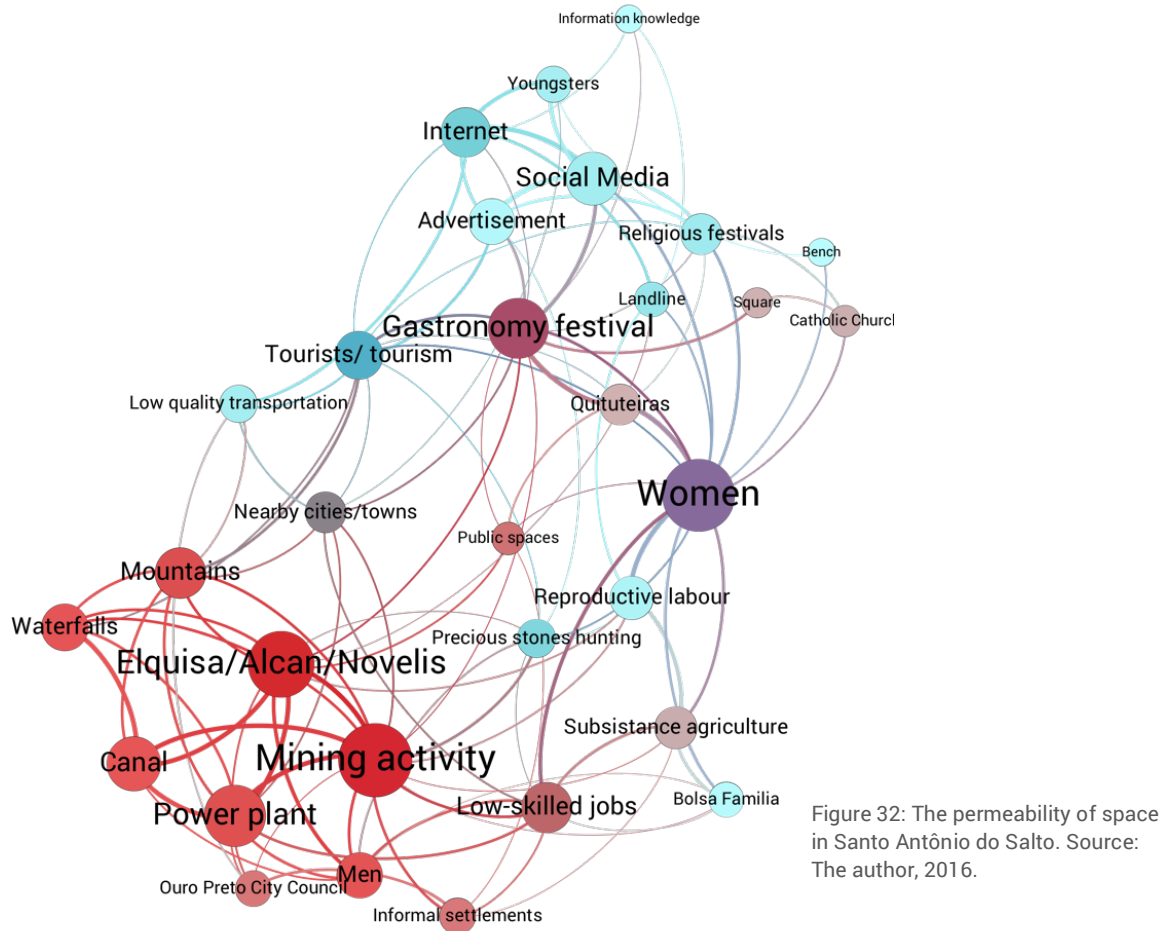 Information knowledge
Youngsters
Internet
Social Media
Advertisement
Religious festivals
Bench
Landline
Square
Catholic Churcl
Gastronomy festival
Tourists/ tourism
Low quality transportation
Quituteiras
Women
Nearby cities/towns
Public spaces
Mountains
Reproductive labour
Waterfalls
Precious stones hunting
Elquisa/Alcan/Novelis
Subsistance agriculture
Canal
Mining activity
Bolsa Familia
Low-skilled jobs
Power plant
Men
Ouro Preto City Council
Informal settlements
Figure 32: The permeability of space
in Santo Antônio do Salto. Source:
The author, 2016.